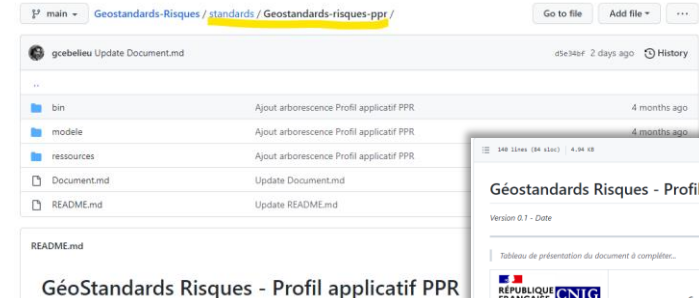 main Geostandards-Risques / standards / Geostandards-risques-ppr / Go to file Add file ...
gcebelieu Update Document.md d5e34bf 2 days ago History
..
bin Ajout arborescence Profil applicatif PPR 4 months ago
modele Ajout arborescence Profil applicatif PPR 4 months ago
ressources Ajout arborescence Profil applicatif PPR
Document.md Update Document.md
README.md Update README.md
140 lines (84 sloc) | 4.94 KB
Géostandards Risques - Profil
Version 0.1 - Date
Tableau de présentation du document à compléter...
RÉPUBLIQUE
FRANÇAISE
CNIG
README.md
GéoStandards Risques - Profil applicatif PPR